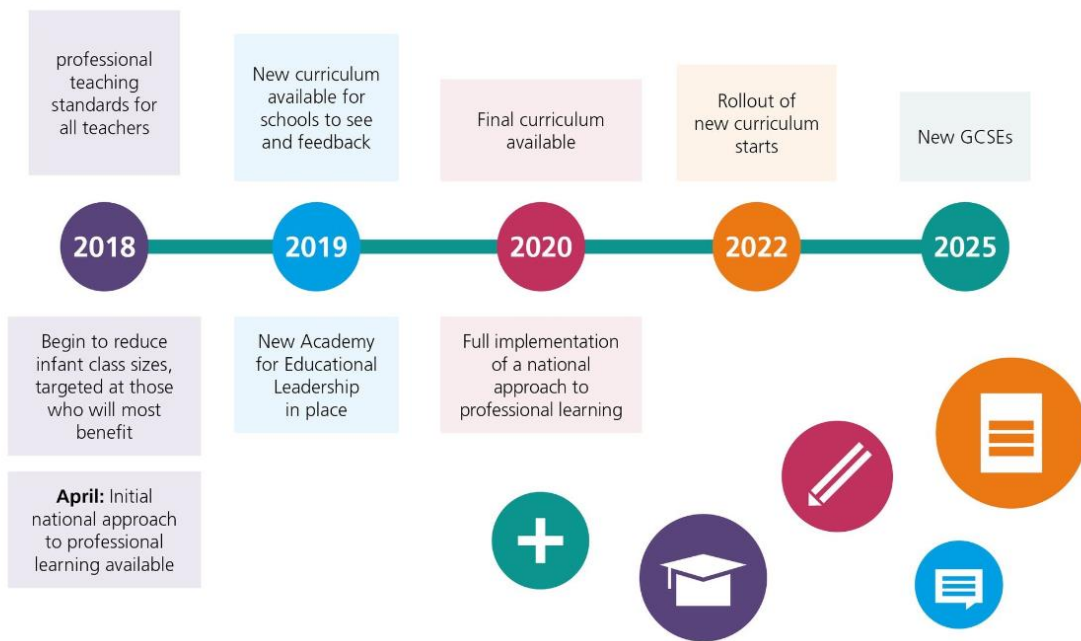 professional
teaching
standards for
all teachers
New curriculum
available for
schools to see
and feedback
Final curriculum
available
Rollout of
new curriculum
starts
New GCSEs
2018
2019
2020
2022
2025
Begin to reduce
infant class sizes,
targeted at those
who will most
benefit
New Academy
for Educational
Leadership
in place
Full implementation
of a national
approach to
professional learning
April: Initial
national approach
to professional
learning available